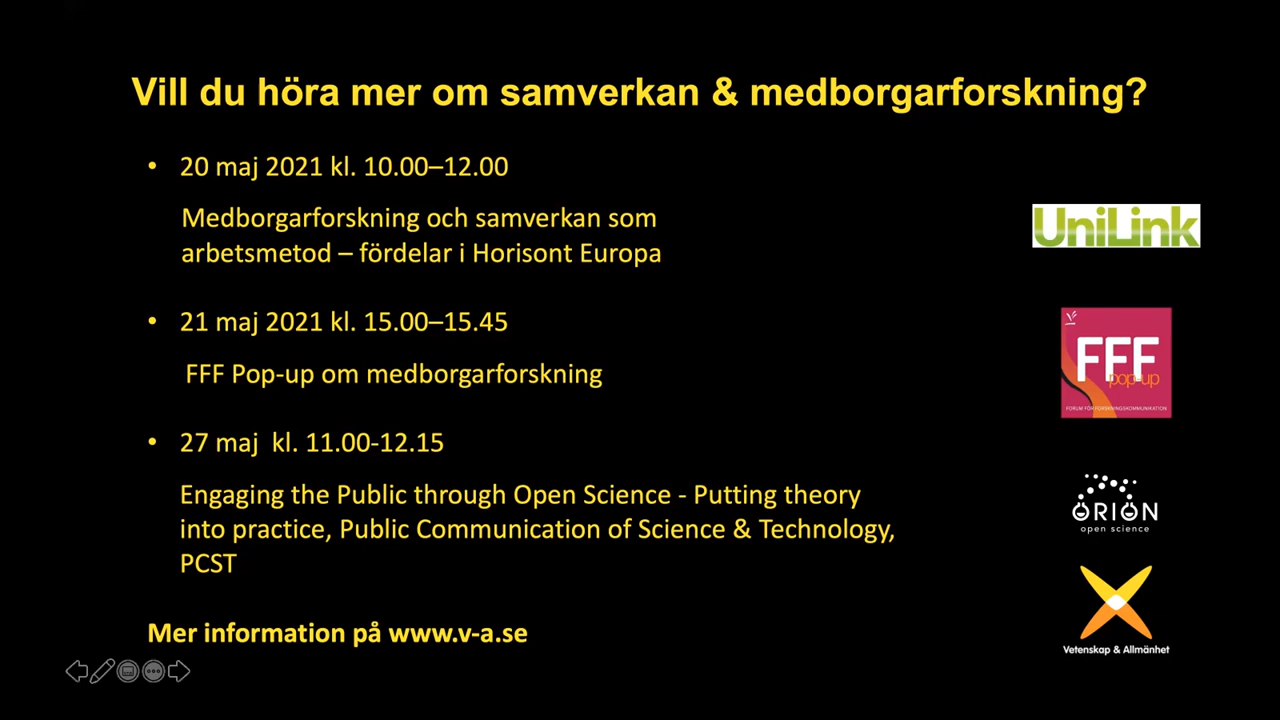 Vill du höra mer om samverkan & medborgarforskning?
• 20 maj 2021 kl. 10.00–12.00
Medborgarforskning och samverkan som
arbetsmetod – fördelar i Horisont Europa
UniLink
• 21 maj 2021 kl. 15.00–15.45
FFF Pop-up om medborgarforskning
FFF
pop-up
FORUM FÖR FORSKNINGSKOMMUNIKATION
• 27 maj  kl. 11.00-12.15
Engaging the Public through Open Science - Putting theory
into practice, Public Communication of Science & Technology,
PCST
ORION
open science
Mer information på www.v-a.se
Vetenskap & Allmänhet